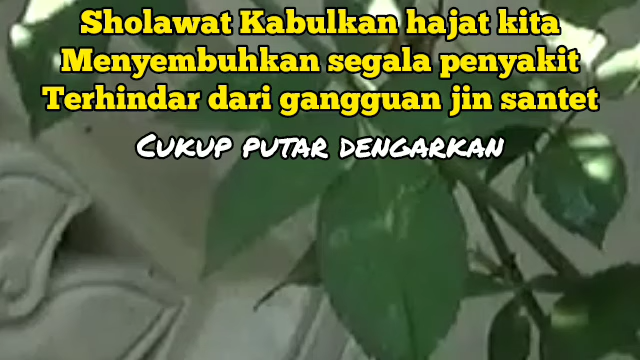 Sholawat Kabulkan hajat kita
Menyembuhkan segala penyakit
Terhindar dari gangguan jin santet
Cukup putar dengarkan